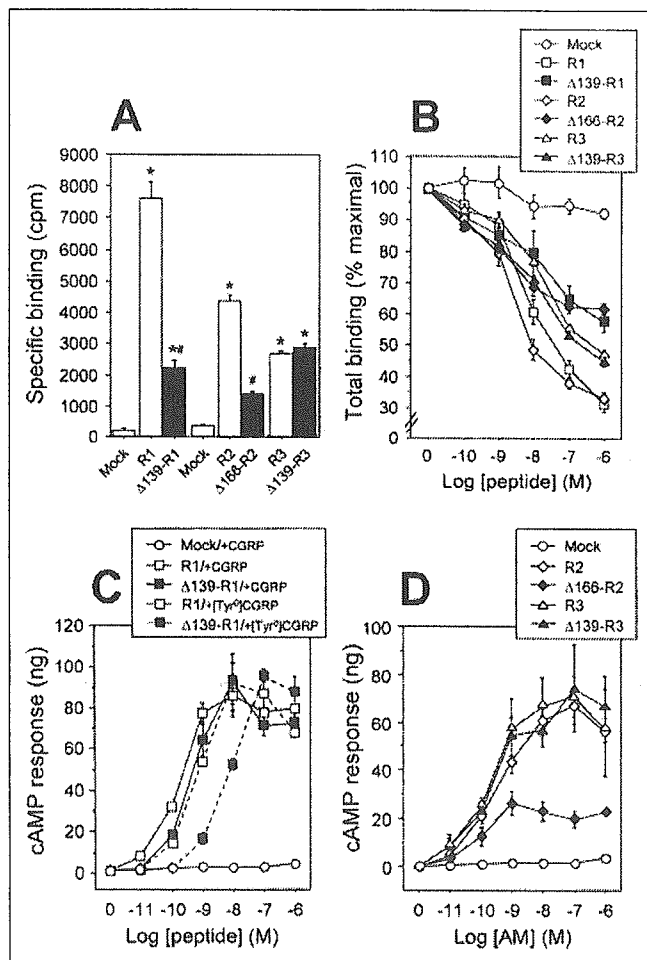 Mock
R1
Δ139-R1
R2
Δ166-R2
R3
Δ139-R3
A
B
Specific binding (cpm)
9000
8000
7000
6000
5000
4000
3000
2000
1000
0
*
*#
*
#
*
*
Mock
R1
Δ139-R1
Mock
R2
Δ166-R2
R3
Δ139-R3
Total binding (% maximal)
110
100
90
80
70
60
50
40
30
0
0 -10 -9 -8 -7 -6
Log [peptide] (M)
C
Mock/+CGRP
R1/+CGRP
Δ139-R1/+CGRP
R1/+[Tyr⁰]CGRP
Δ139-R1/+[Tyr⁰]CGRP
cAMP response (ng)
120
100
80
60
40
20
0
0 -11 -10 -9 -8 -7 -6
Log [peptide] (M)
D
Mock
R2
Δ166-R2
R3
Δ139-R3
cAMP response (ng)
100
80
60
40
20
0
0 -11 -10 -9 -8 -7 -6
Log [AM] (M)